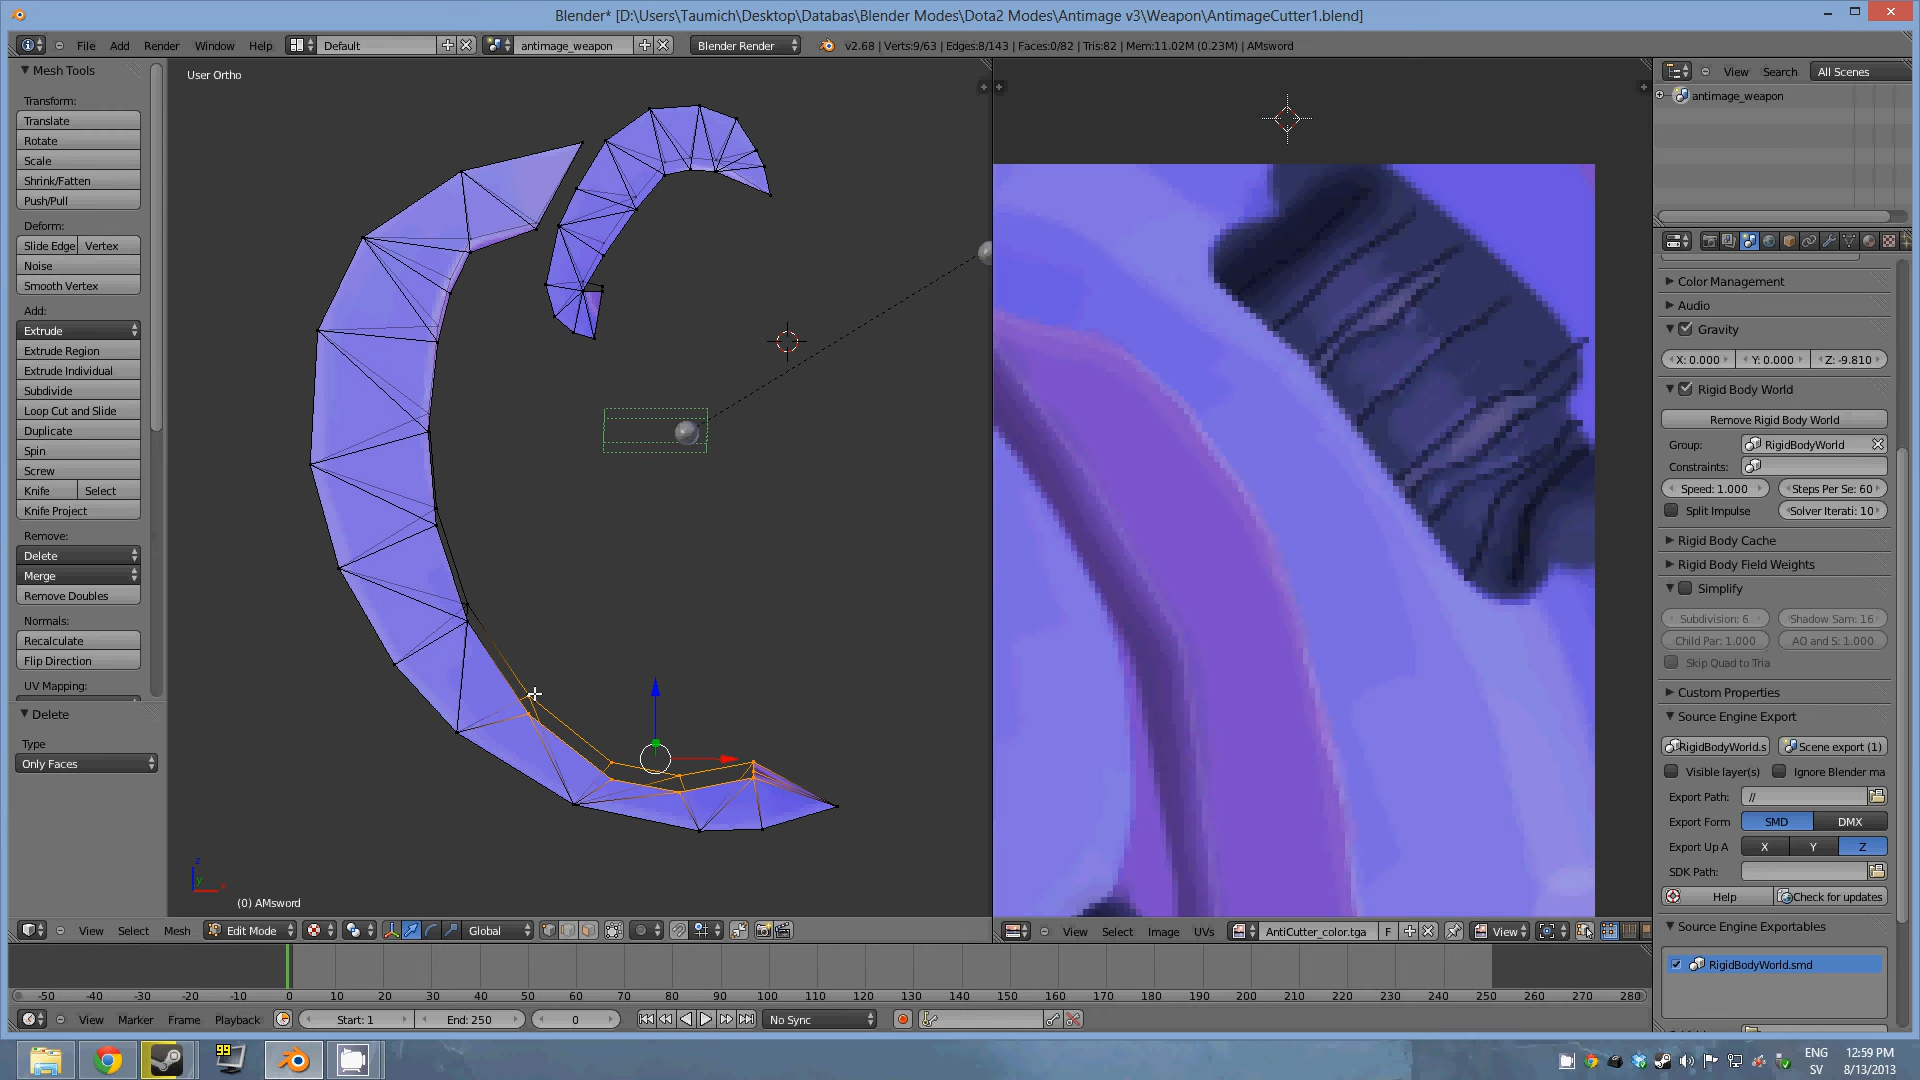 Blender* [D:\Users\Taumich\Desktop\Databas\Blender Modes\Dota2 Modes\Antimage v3\Weapon\AntimageCutter1.blend]
File Add Render Window Help Default antimage_weapon Blender Render v2.68 | Verts:9/63 | Edges:8/143 | Faces:0/82 | Tris:82 | Mem:11.02M (0.23M) | AMsword
Mesh Tools
Transform:
Translate
Rotate
Scale
Shrink/Fatten
Push/Pull
Deform:
Slide Edge Vertex
Noise
Smooth Vertex
Add:
Extrude
Extrude Region
Extrude Individual
Subdivide
Loop Cut and Slide
Duplicate
Spin
Screw
Knife Select
Knife Project
Remove:
Delete
Merge
Remove Doubles
Normals:
Recalculate
Flip Direction
UV Mapping:
Delete
Type
Only Faces
User Ortho
z
y
x
(0) AMsword
View Select Mesh Edit Mode Global
View Select Image UVs AntiCutter_color.tga F View
View Search All Scenes
antimage_weapon
Color Management
Audio
Gravity
X: 0.000 Y: 0.000 Z: -9.810
Rigid Body World
Remove Rigid Body World
Group: RigidBodyWorld
Constraints:
Speed: 1.000 Steps Per Se: 60
Split Impulse Solver Iterati: 10
Rigid Body Cache
Rigid Body Field Weights
Simplify
Subdivision: 6 Shadow Sam: 16
Child Par: 1.000 AO and S: 1.000
Skip Quad to Tria
Custom Properties
Source Engine Export
RigidBodyWorld.s Scene export (1)
Visible layer(s) Ignore Blender ma
Export Path: //
Export Form SMD DMX
Export Up A X Y Z
SDK Path:
Help Check for updates
Source Engine Exportables
RigidBodyWorld.smd
-50 -40 -30 -20 -10 0 10 20 30 40 50 60 70 80 90 100 110 120 130 140 150 160 170 180 190 200 210 220 230 240 250 260 270 280
View Marker Frame Playback Start: 1 End: 250 0 No Sync
99
ENG
SV
12:59 PM
8/13/2013